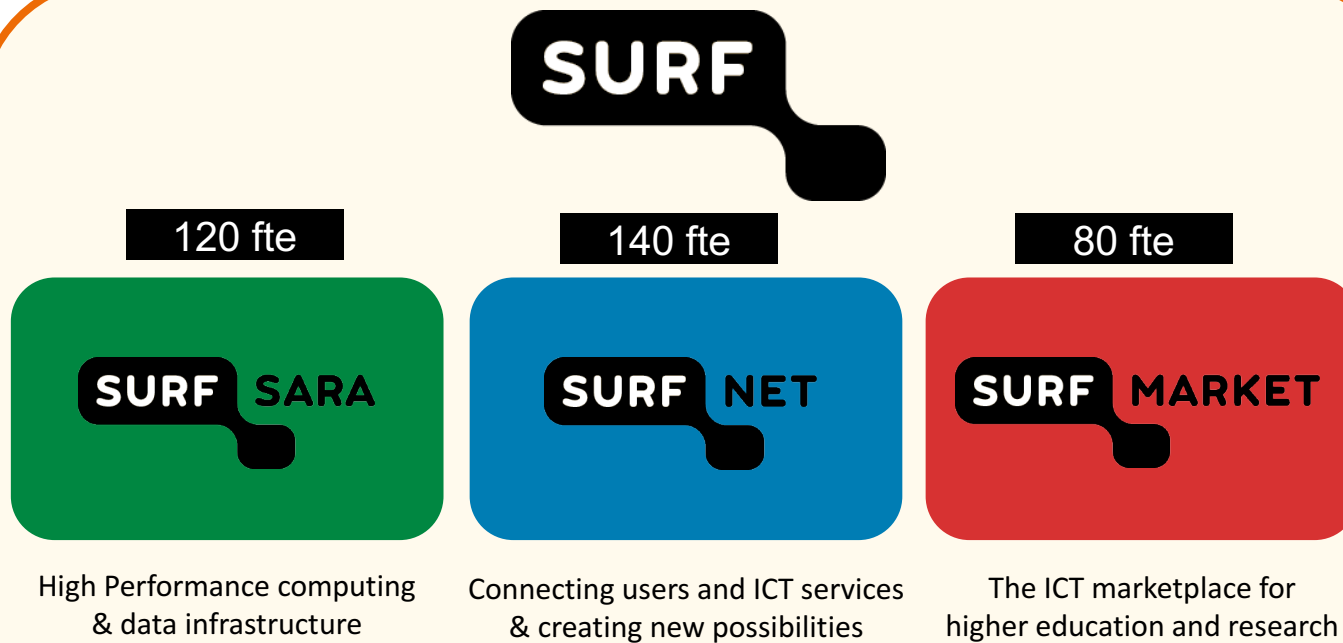 SURF
120 fte
140 fte
80 fte
SURF SARA
SURF NET
SURF MARKET
High Performance computing
& data infrastructure
Connecting users and ICT services
& creating new possibilities
The ICT marketplace for
higher education and research